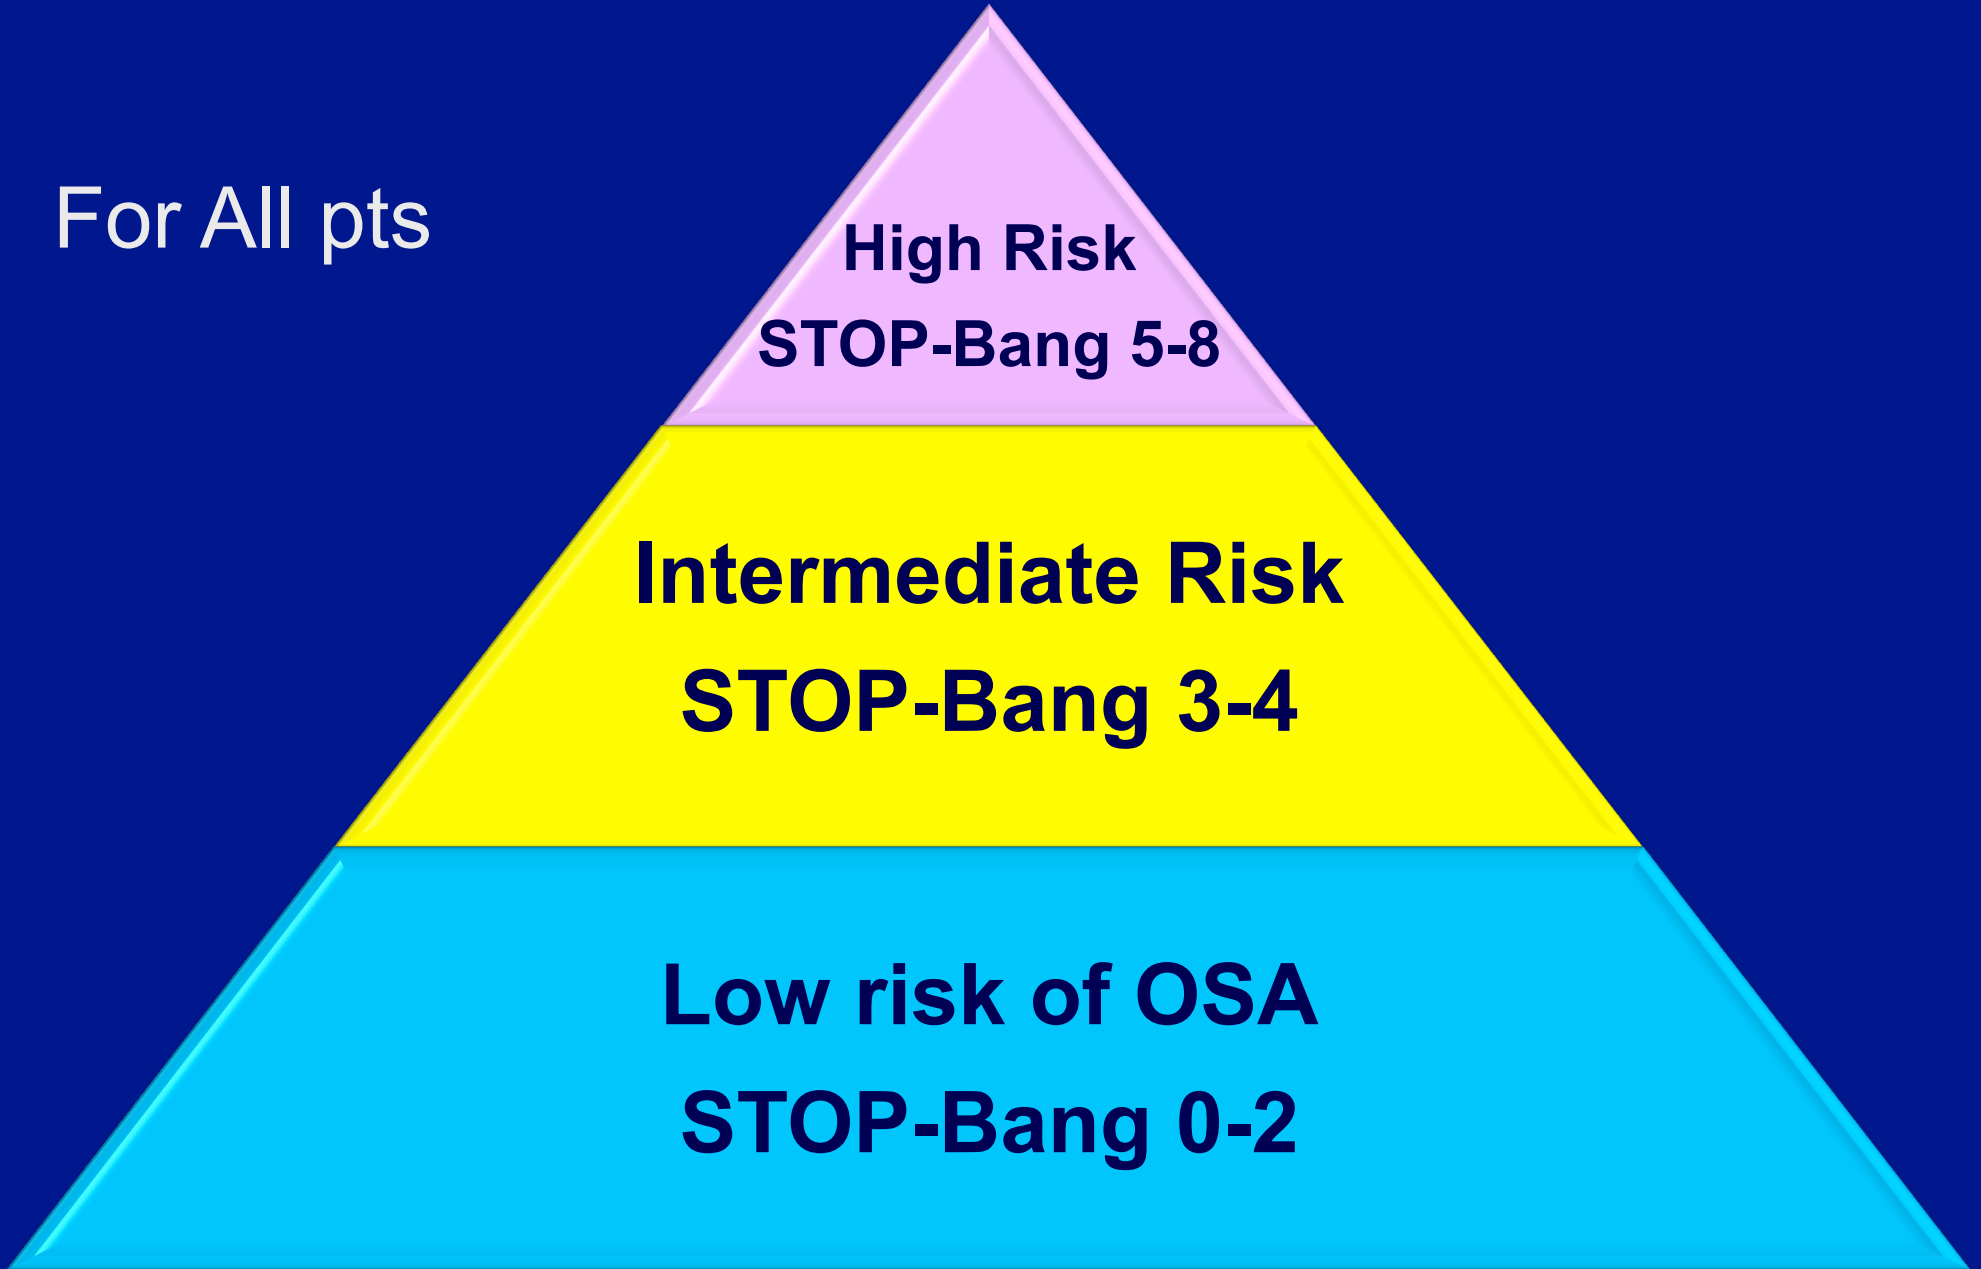 For All pts
High Risk
STOP-Bang 5-8
Intermediate Risk
STOP-Bang 3-4
Low risk of OSA
STOP-Bang 0-2